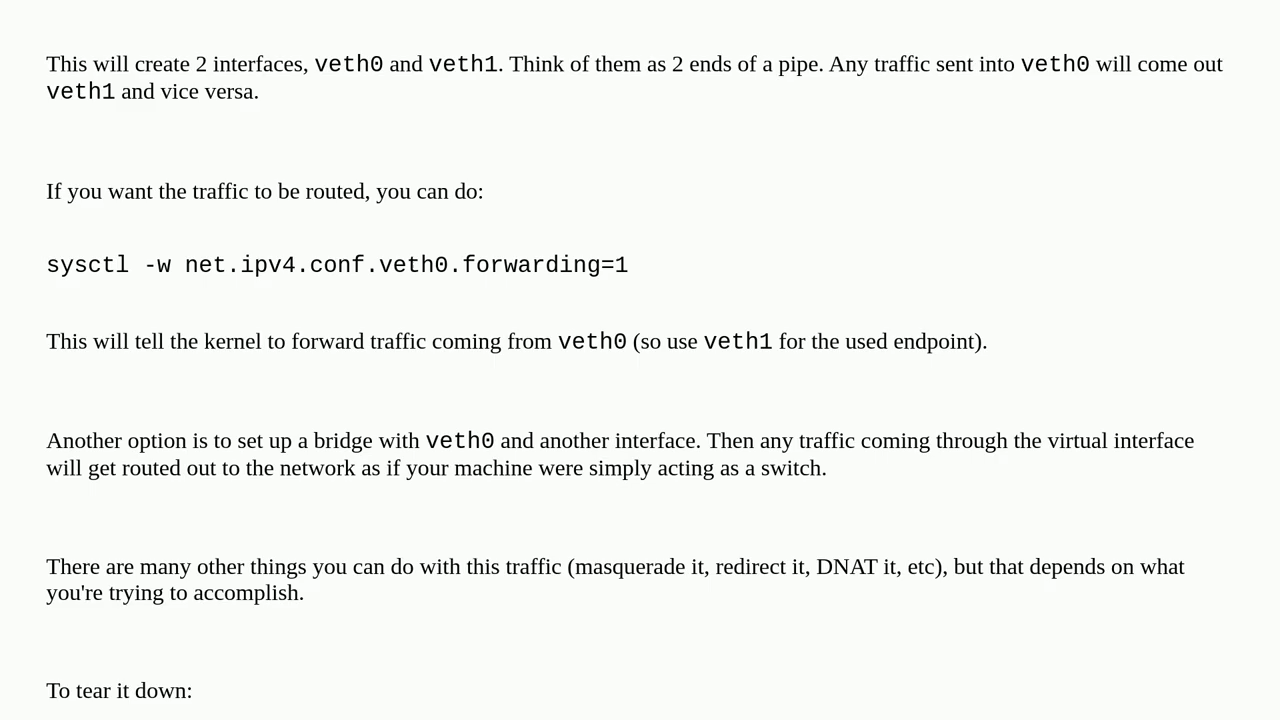 This will create 2 interfaces, veth0 and veth1. Think of them as 2 ends of a pipe. Any traffic sent into veth0 will come out
veth1 and vice versa.
If you want the traffic to be routed, you can do:
sysctl -w net.ipv4.conf.veth0.forwarding=1
This will tell the kernel to forward traffic coming from veth0 (so use veth1 for the used endpoint).
Another option is to set up a bridge with veth0 and another interface. Then any traffic coming through the virtual interface
will get routed out to the network as if your machine were simply acting as a switch.
There are many other things you can do with this traffic (masquerade it, redirect it, DNAT it, etc), but that depends on what
you're trying to accomplish.
To tear it down: